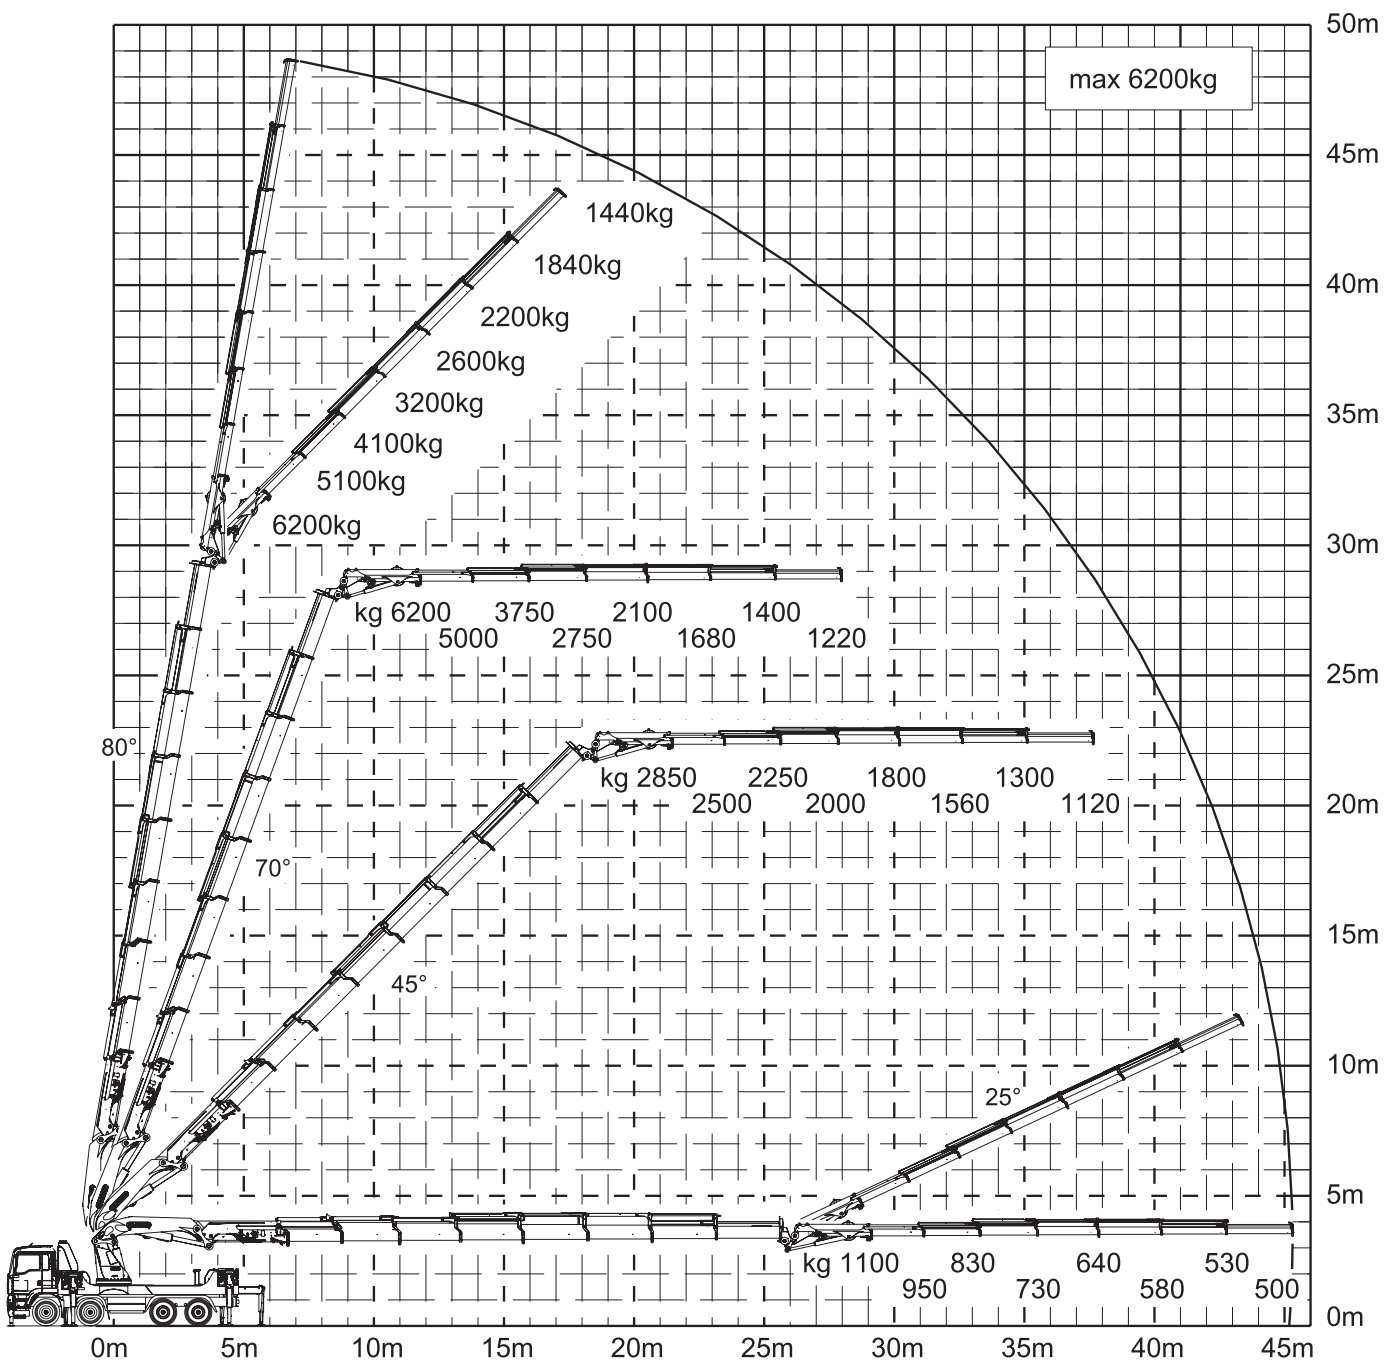 50m
max 6200kg
45m
1440kg
1840kg
40m
2200kg
2600kg
3200kg
35m
4100kg
5100kg
6200kg
30m
kg 6200 3750 2100 1400
5000 2750 1680 1220
25m
80°
kg 2850 2250 1800 1300
2500 2000 1560 1120
20m
70°
15m
45°
10m
25°
5m
kg 1100 830 640 530
950 730 580 500
0m
0m 5m 10m 15m 20m 25m 30m 35m 40m 45m